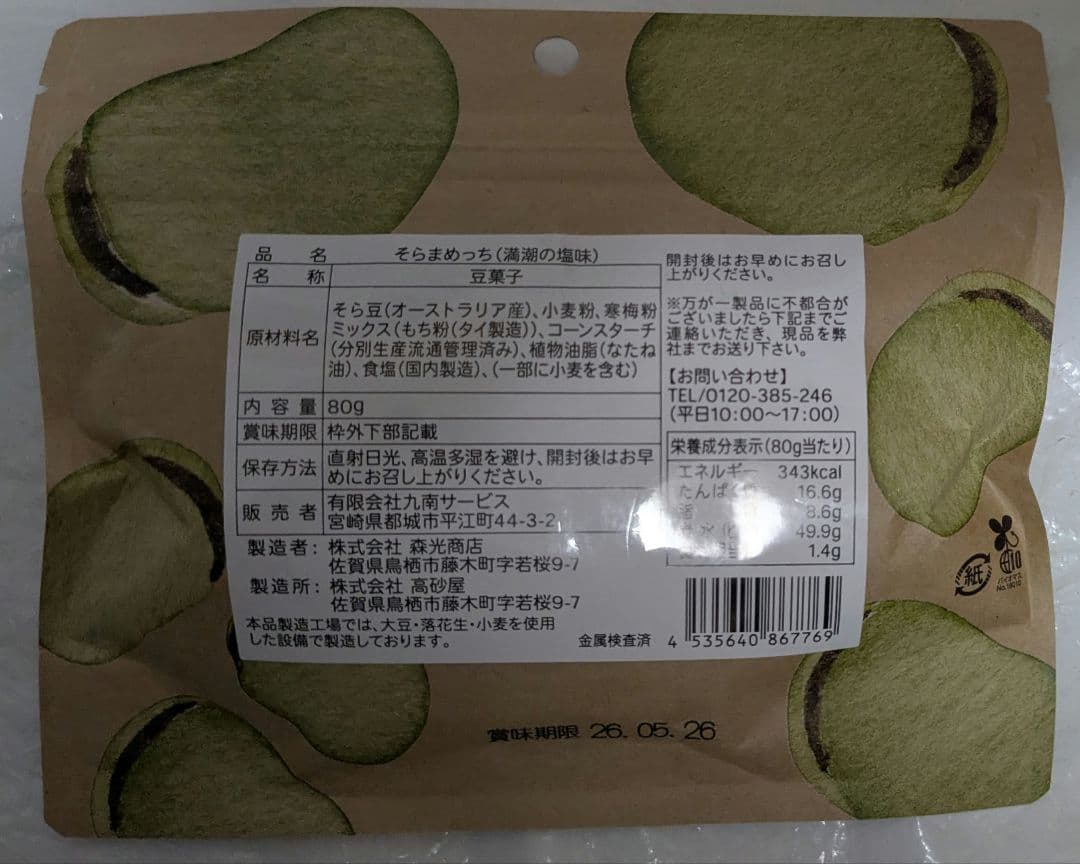 品名 そらまめっち(満潮の塩味)
名称 豆菓子
原材料名 そら豆(オーストラリア産)、小麦粉、寒梅粉
ミックス(もち粉(タイ製造))、コーンスターチ
(分別生産流通管理済み)、植物油脂(なたね
油)、食塩(国内製造)、(一部に小麦を含む)
内容量 80g
賞味期限 枠外下部記載
保存方法 直射日光、高温多湿を避け、開封後はお早
めにお召し上がりください。
販売者 有限会社九南サービス
宮崎県都城市平江町44-3-2
製造者: 株式会社 森光商店
佐賀県鳥栖市藤木町字若桜9-7
製造所: 株式会社 高砂屋
佐賀県鳥栖市藤木町字若桜9-7
本品製造工場では、大豆・落花生・小麦を使用
した設備で製造しております。
金属検査済
開封後はお早めにお召し
上がりください。
※万が一製品に不都合が
ございましたら下記までご
連絡いただき、現品を弊
社までお送り下さい。
【お問い合わせ】
TEL/0120-385-246
(平日10:00~17:00)
栄養成分表示(80g当たり)
エネルギー 343kcal
たんぱく 16.6g
8.6g
水化 49.9g
1.4g
4 535640 867769
紙
バイオマス
賞味期限 26.05.26